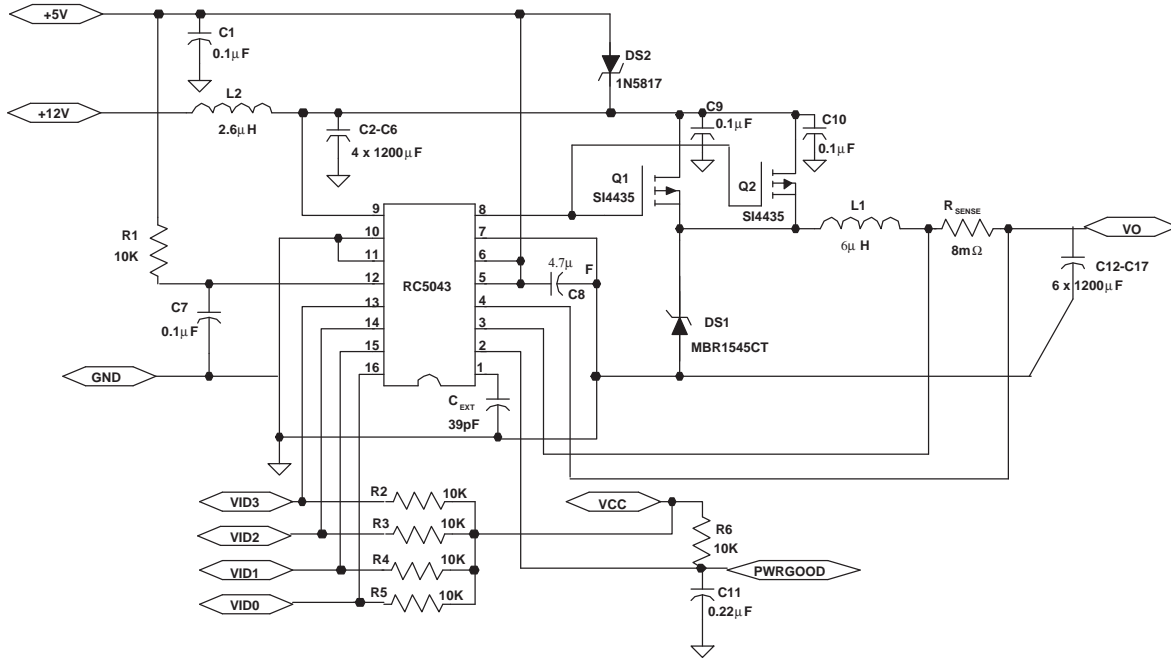 +5V
C1
0.1µF
DS2
1N5817
L2
+12V
2.6µH
C2-C6
4 x 1200µF
C9
0.1µF
C10
0.1µF
Q1
SI4435
Q2
SI4435
L1
6µ H
R SENSE
8mΩ
VO
C12-C17
6 x 1200µF
R1
10K
9
10
11
12
13
14
15
16
RC5043
8
7
6
5
4
3
2
1
4.7µ F
C8
C7
0.1µF
DS1
MBR1545CT
GND
C EXT
39pF
VID3
R2
10K
VID2
R3
10K
VID1
R4
10K
VID0
R5
10K
VCC
R6
10K
PWRGOOD
C11
0.22µF